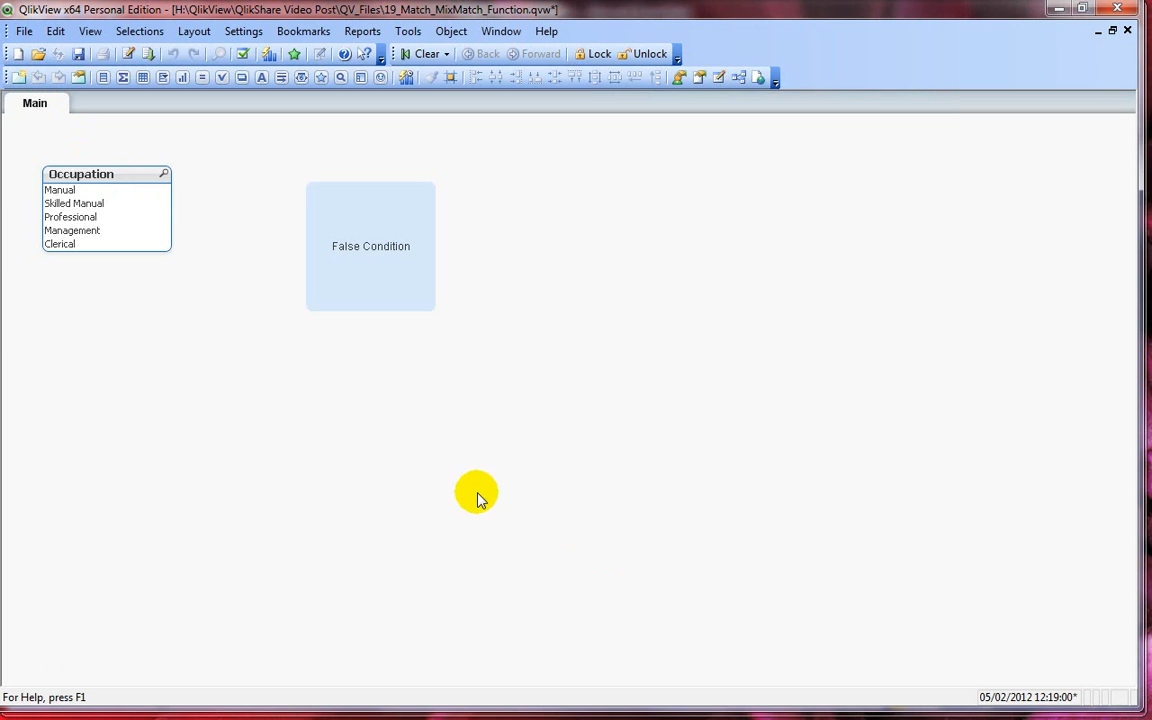 QlikView x64 Personal Edition - [H:\QlikView\QlikShare Video Post\QV_Files\19_Match_MixMatch_Function.qvw*]
File Edit View Selections Layout Settings Bookmarks Reports Tools Object Window Help
Clear Back Forward Lock Unlock
Main
Occupation
Manual
Skilled Manual
Professional
Management
Clerical
False Condition
For Help, press F1
05/02/2012 12:19:00*